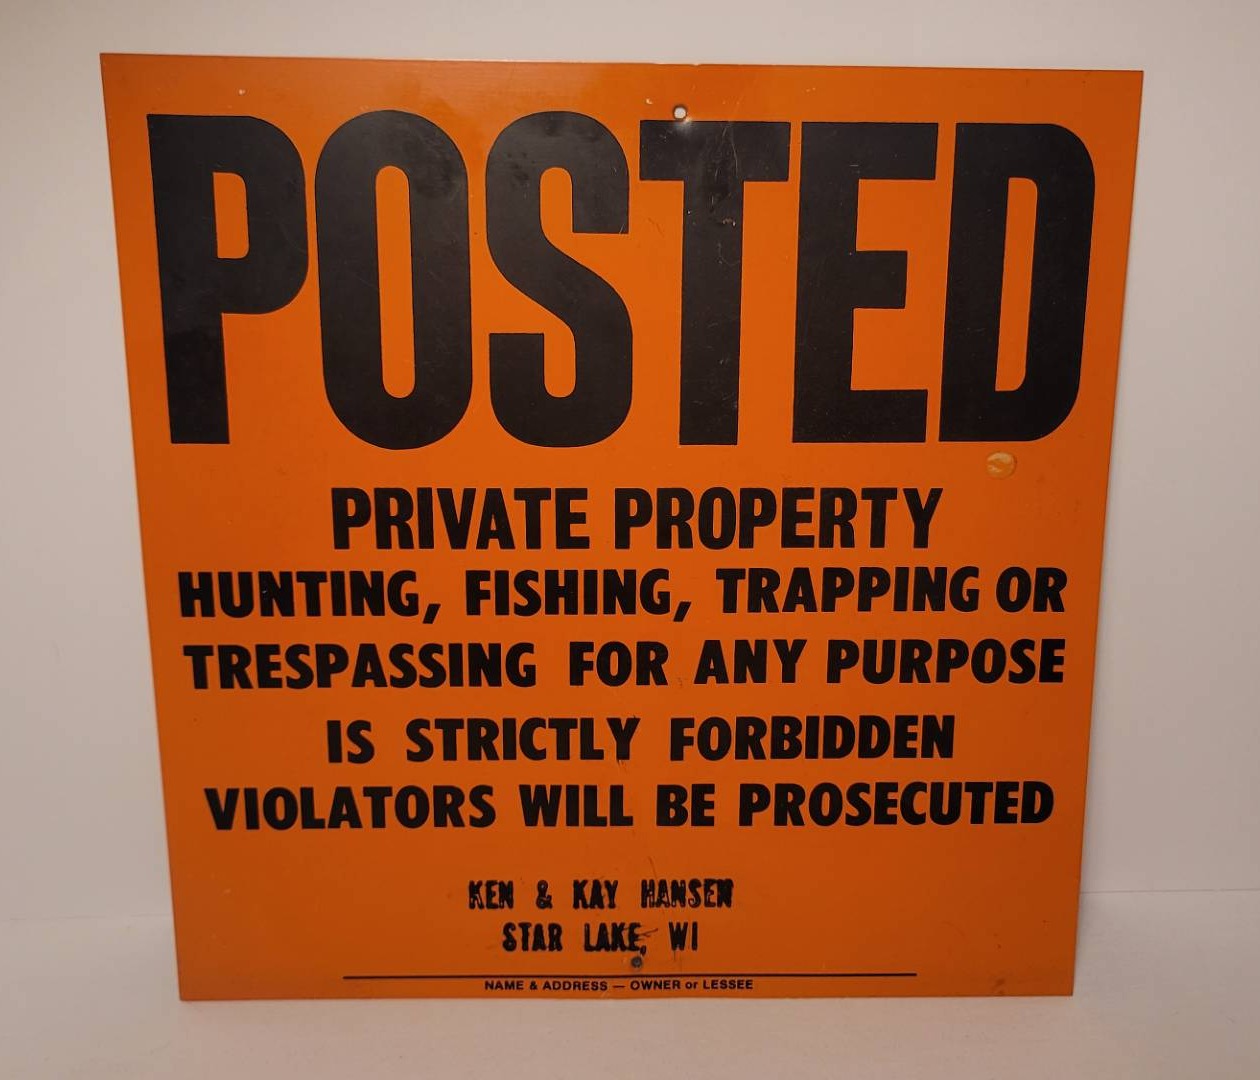 POSTED
PRIVATE PROPERTY
HUNTING, FISHING, TRAPPING OR
TRESPASSING FOR ANY PURPOSE
IS STRICTLY FORBIDDEN
VIOLATORS WILL BE PROSECUTED
KEN & KAY HANSEN
STAR LAKE, WI
NAME & ADDRESS — OWNER or LESSEE